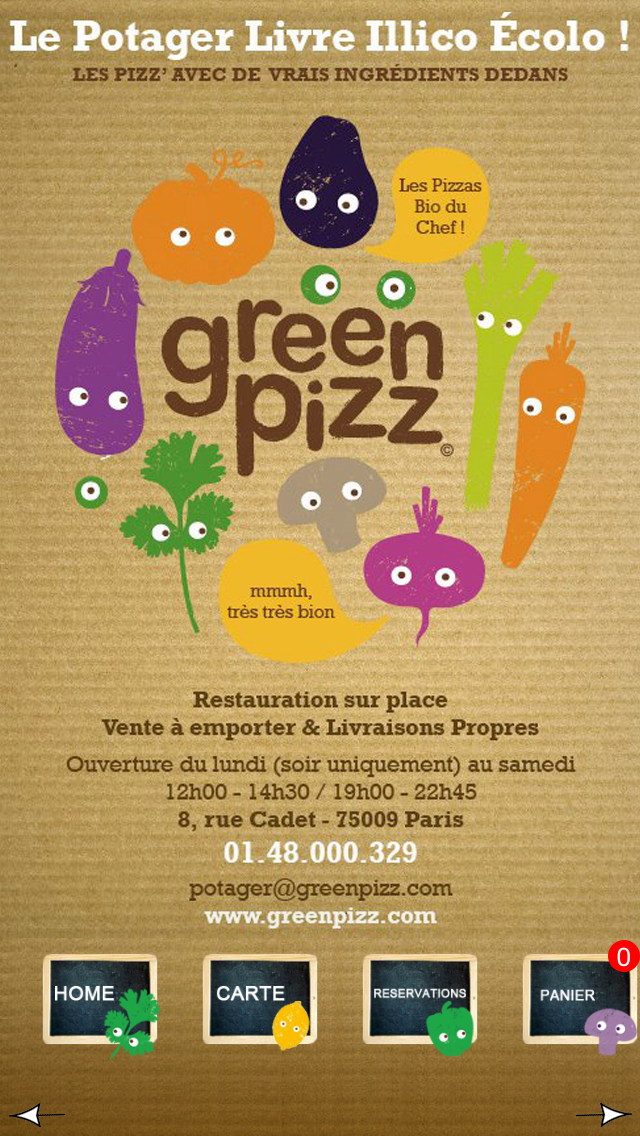 Le Potager Livre Illico Écolo !
LES PIZZ' AVEC DE VRAIS INGRÉDIENTS DEDANS
Les Pizzas
Bio du
Chef !
green
pizz
©
mmmh,
très très bion
Restauration sur place
Vente à emporter & Livraisons Propres
Ouverture du lundi (soir uniquement) au samedi
12h00 - 14h30 / 19h00 - 22h45
8, rue Cadet - 75009 Paris
01.48.000.329
potager@greenpizz.com
www.greenpizz.com
0
HOME
CARTE
RESERVATIONS
PANIER